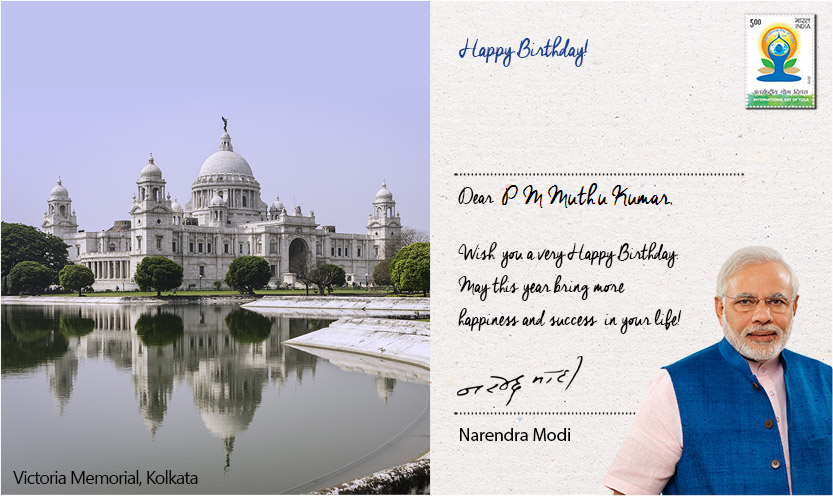 Happy Birthday!
5.00 भारत
INDIA
अंतर्राष्ट्रीय योग दिवस
INTERNATIONAL DAY OF YOGA
Dear P M Muthu Kumar,
Wish you a very Happy Birthday.
May this year bring more
happiness and success in your life!
नरेन्द्र मोदी
Narendra Modi
Victoria Memorial, Kolkata